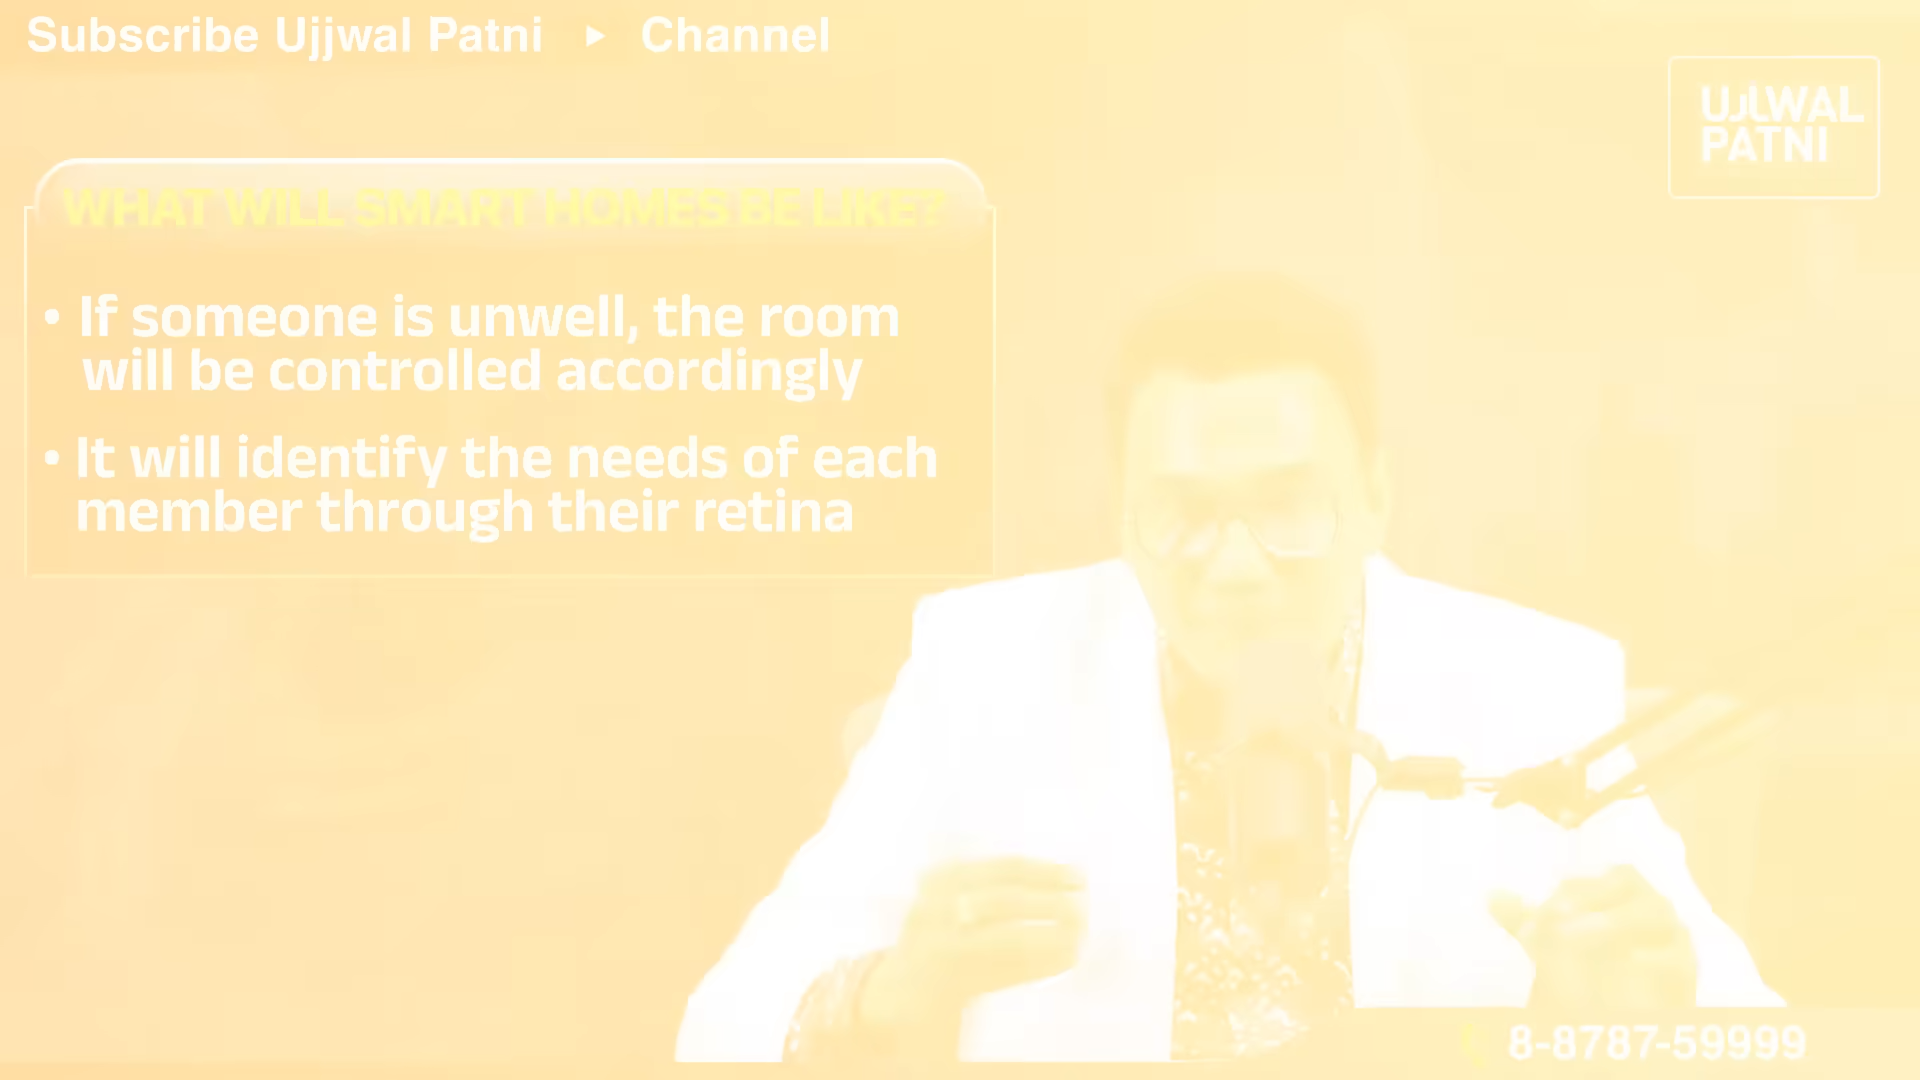 Subscribe Ujjwal Patni ▶ Channel
UJJWAL
PATNI
WHAT WILL SMART HOMES BE LIKE?
• If someone is unwell, the room
will be controlled accordingly
• It will identify the needs of each
member through their retina
8-8787-59999